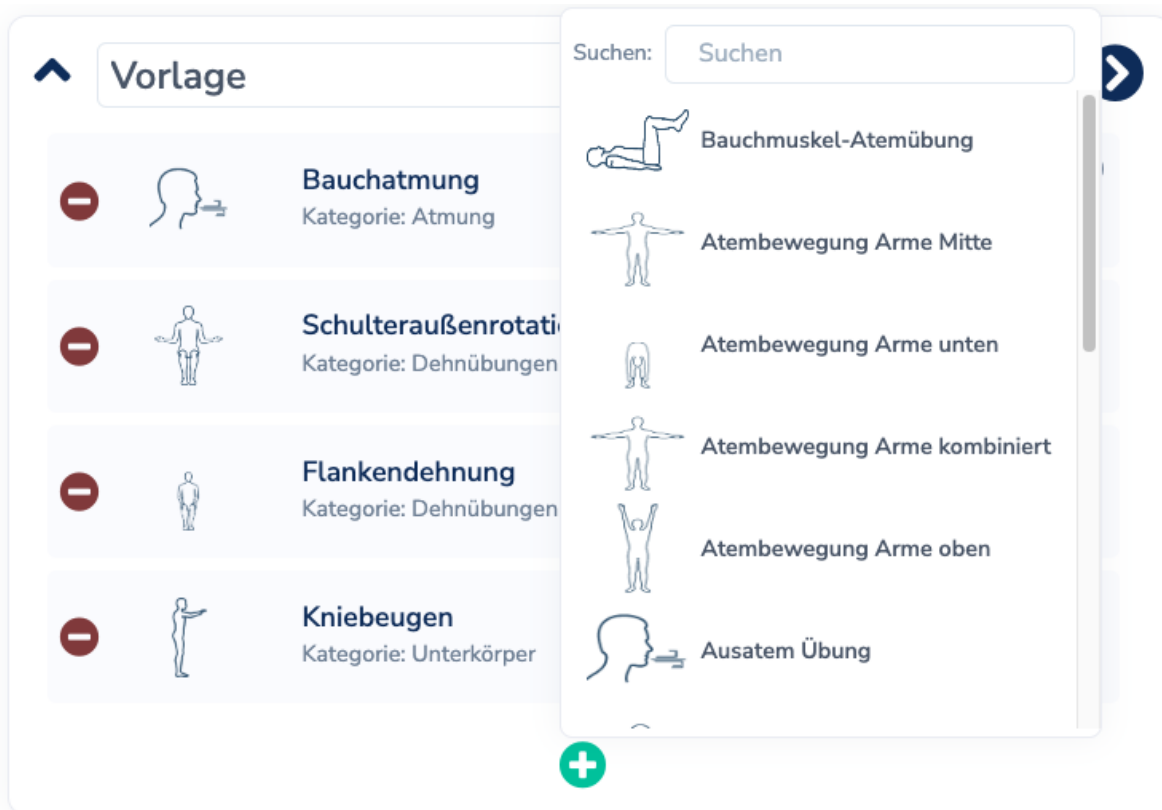 Vorlage
Bauchatmung
Kategorie: Atmung
Schulteraußenrotati
Kategorie: Dehnübungen
Flankendehnung
Kategorie: Dehnübungen
Kniebeugen
Kategorie: Unterkörper
Suchen: Suchen
Bauchmuskel-Atemübung
Atembewegung Arme Mitte
Atembewegung Arme unten
Atembewegung Arme kombiniert
Atembewegung Arme oben
Ausatem Übung